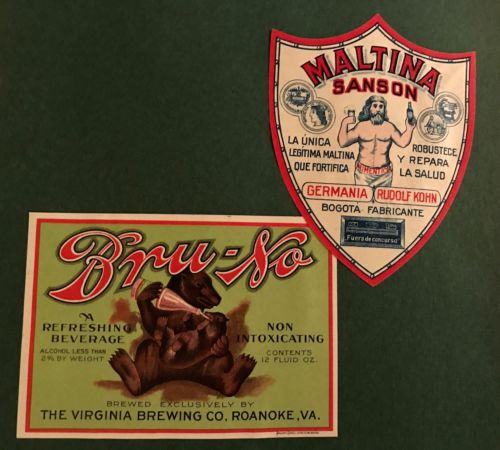 MALTINA
SANSON
LA ÚNICA
LEGÍTIMA MALTINA
QUE FORTIFICA
ROBUSTECE
Y REPARA
LA SALUD
GERMANIA RUDOLF KOHN
BOGOTÁ FABRICANTE
"Fuera de concurso"
Bru-No
A
REFRESHING
BEVERAGE
ALCOHOL LESS THAN
2% BY WEIGHT
NON
INTOXICATING
CONTENTS
12 FLUID OZ.
BREWED EXCLUSIVELY BY
THE VIRGINIA BREWING CO, ROANOKE, VA.